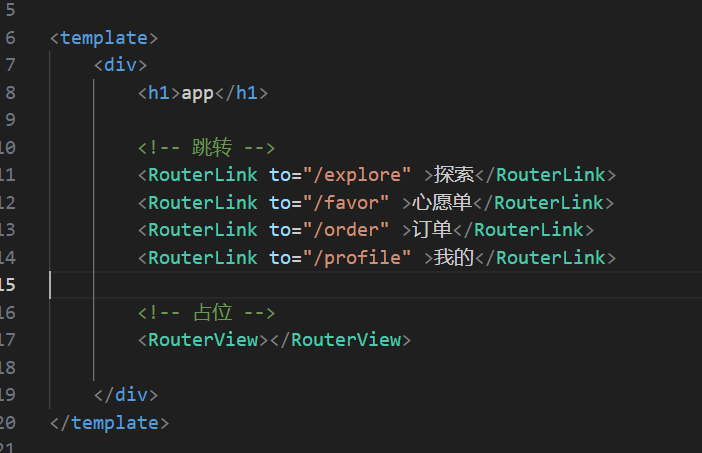 5
6 <template>
7 <div>
8 <h1>app</h1>
9
10 <!-- 跳转 -->
11 <RouterLink to="/explore" >探索</RouterLink>
12 <RouterLink to="/favor" >心愿单</RouterLink>
13 <RouterLink to="/order" >订单</RouterLink>
14 <RouterLink to="/profile" >我的</RouterLink>
15
16 <!-- 占位 -->
17 <RouterView></RouterView>
18
19 </div>
20 </template>
21